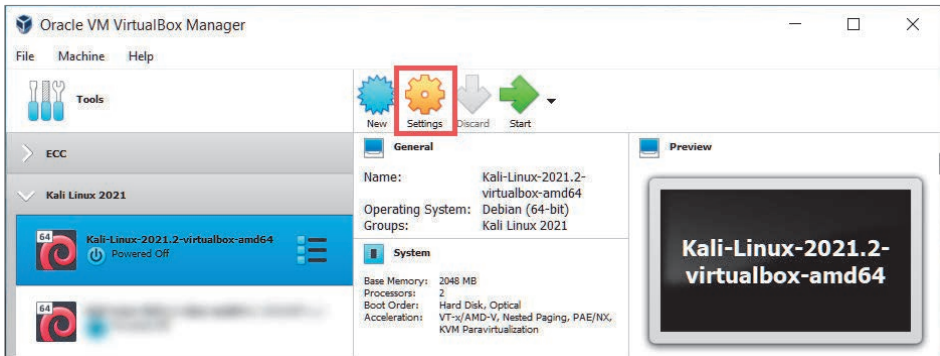 Oracle VM VirtualBox Manager
File Machine Help
Tools
New Settings Discard Start
ECC
Kali Linux 2021
64
Kali-Linux-2021.2-virtualbox-amd64
Powered Off
64
General
Name: Kali-Linux-2021.2-
virtualbox-amd64
Operating System: Debian (64-bit)
Groups: Kali Linux 2021
System
Base Memory: 2048 MB
Processors: 2
Boot Order: Hard Disk, Optical
Acceleration: VT-x/AMD-V, Nested Paging, PAE/NX,
KVM Paravirtualization
Preview
Kali-Linux-2021.2-
virtualbox-amd64